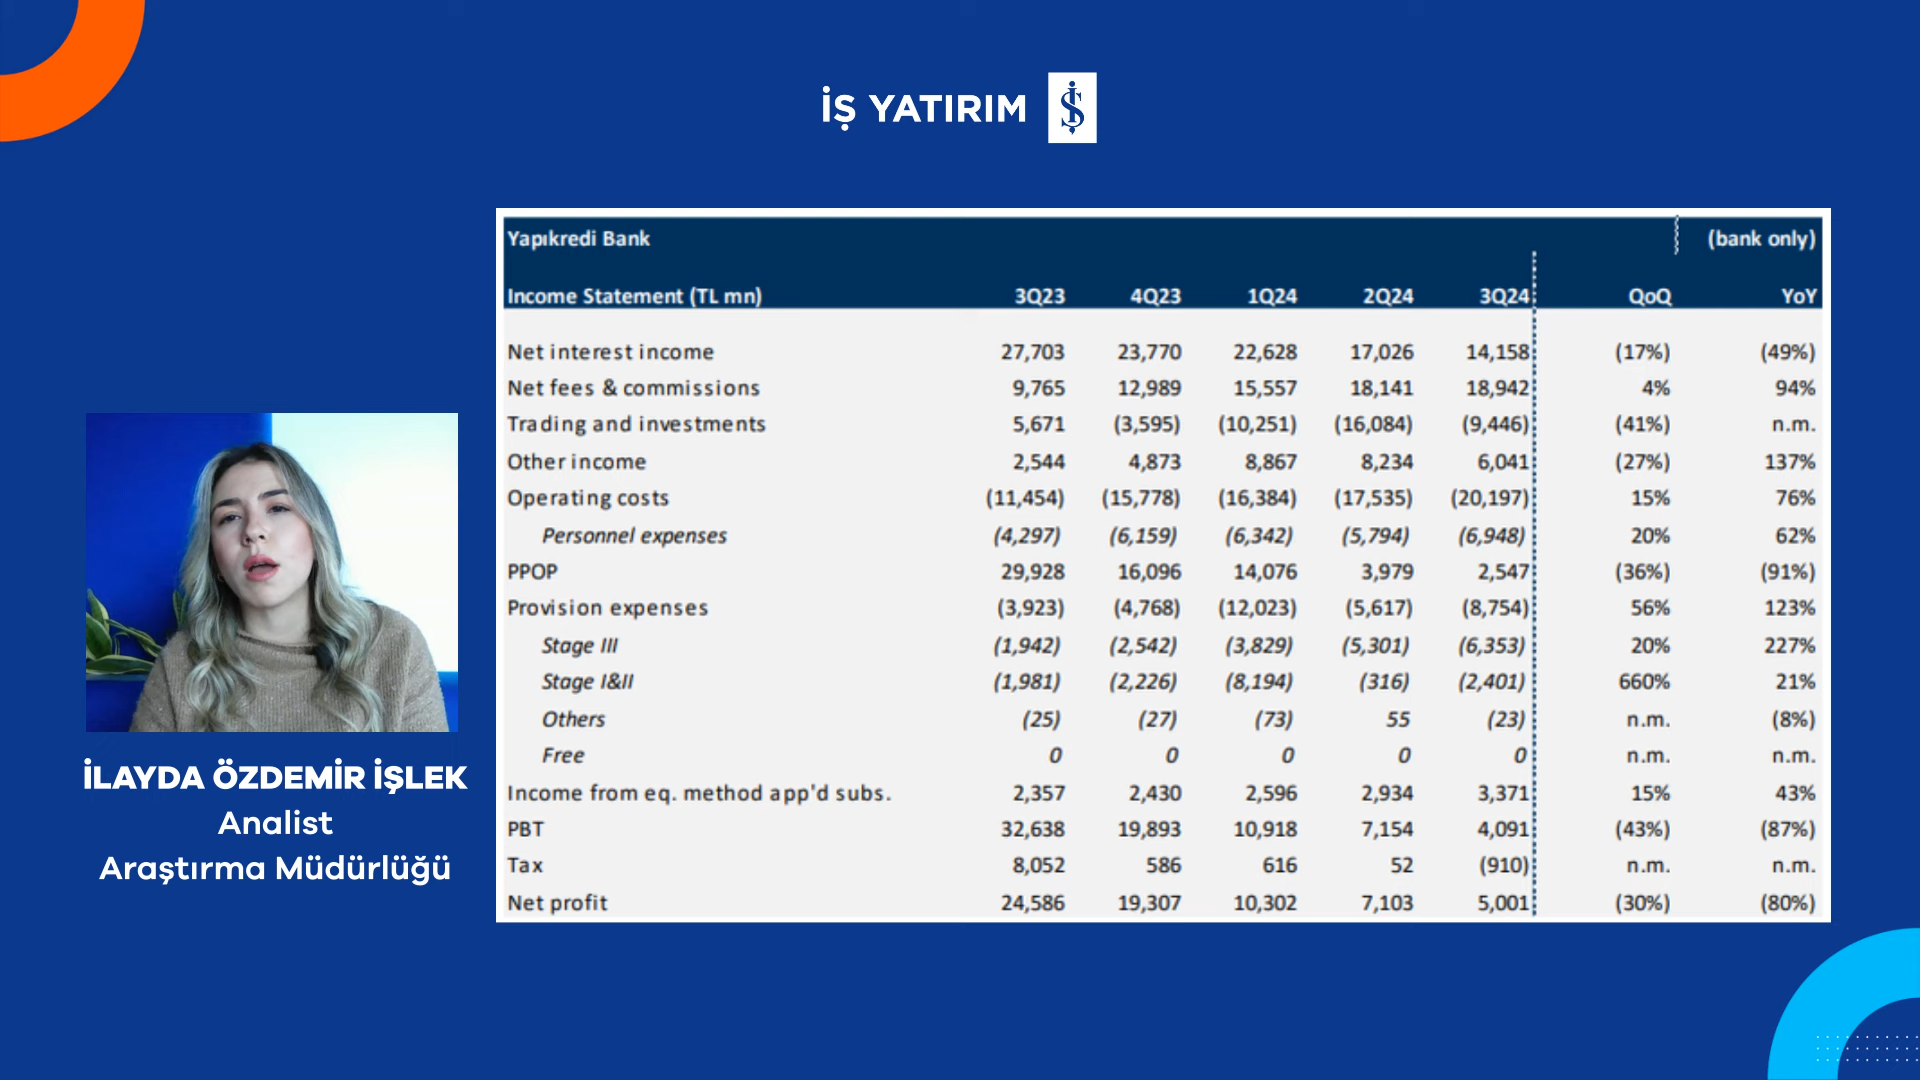 İŞ YATIRIM
Yapıkredi Bank (bank only)
Income Statement (TL mn) 3Q23 4Q23 1Q24 2Q24 3Q24 QoQ YoY
Net interest income 27,703 23,770 22,628 17,026 14,158 (17%) (49%)
Net fees & commissions 9,765 12,989 15,557 18,141 18,942 4% 94%
Trading and investments 5,671 (3,595) (10,251) (16,084) (9,446) (41%) n.m.
Other income 2,544 4,873 8,867 8,234 6,041 (27%) 137%
Operating costs (11,454) (15,778) (16,384) (17,535) (20,197) 15% 76%
Personnel expenses (4,297) (6,159) (6,342) (5,794) (6,948) 20% 62%
PPOP 29,928 16,096 14,076 3,979 2,547 (36%) (91%)
Provision expenses (3,923) (4,768) (12,023) (5,617) (8,754) 56% 123%
Stage III (1,942) (2,542) (3,829) (5,301) (6,353) 20% 227%
Stage I&II (1,981) (2,226) (8,194) (316) (2,401) 660% 21%
Others (25) (27) (73) 55 (23) n.m. (8%)
Free 0 0 0 0 0 n.m. n.m.
Income from eq. method app'd subs. 2,357 2,430 2,596 2,934 3,371 15% 43%
PBT 32,638 19,893 10,918 7,154 4,091 (43%) (87%)
Tax 8,052 586 616 52 (910) n.m. n.m.
Net profit 24,586 19,307 10,302 7,103 5,001 (30%) (80%)
İLAYDA ÖZDEMİR İŞLEK
Analist
Araştırma Müdürlüğü